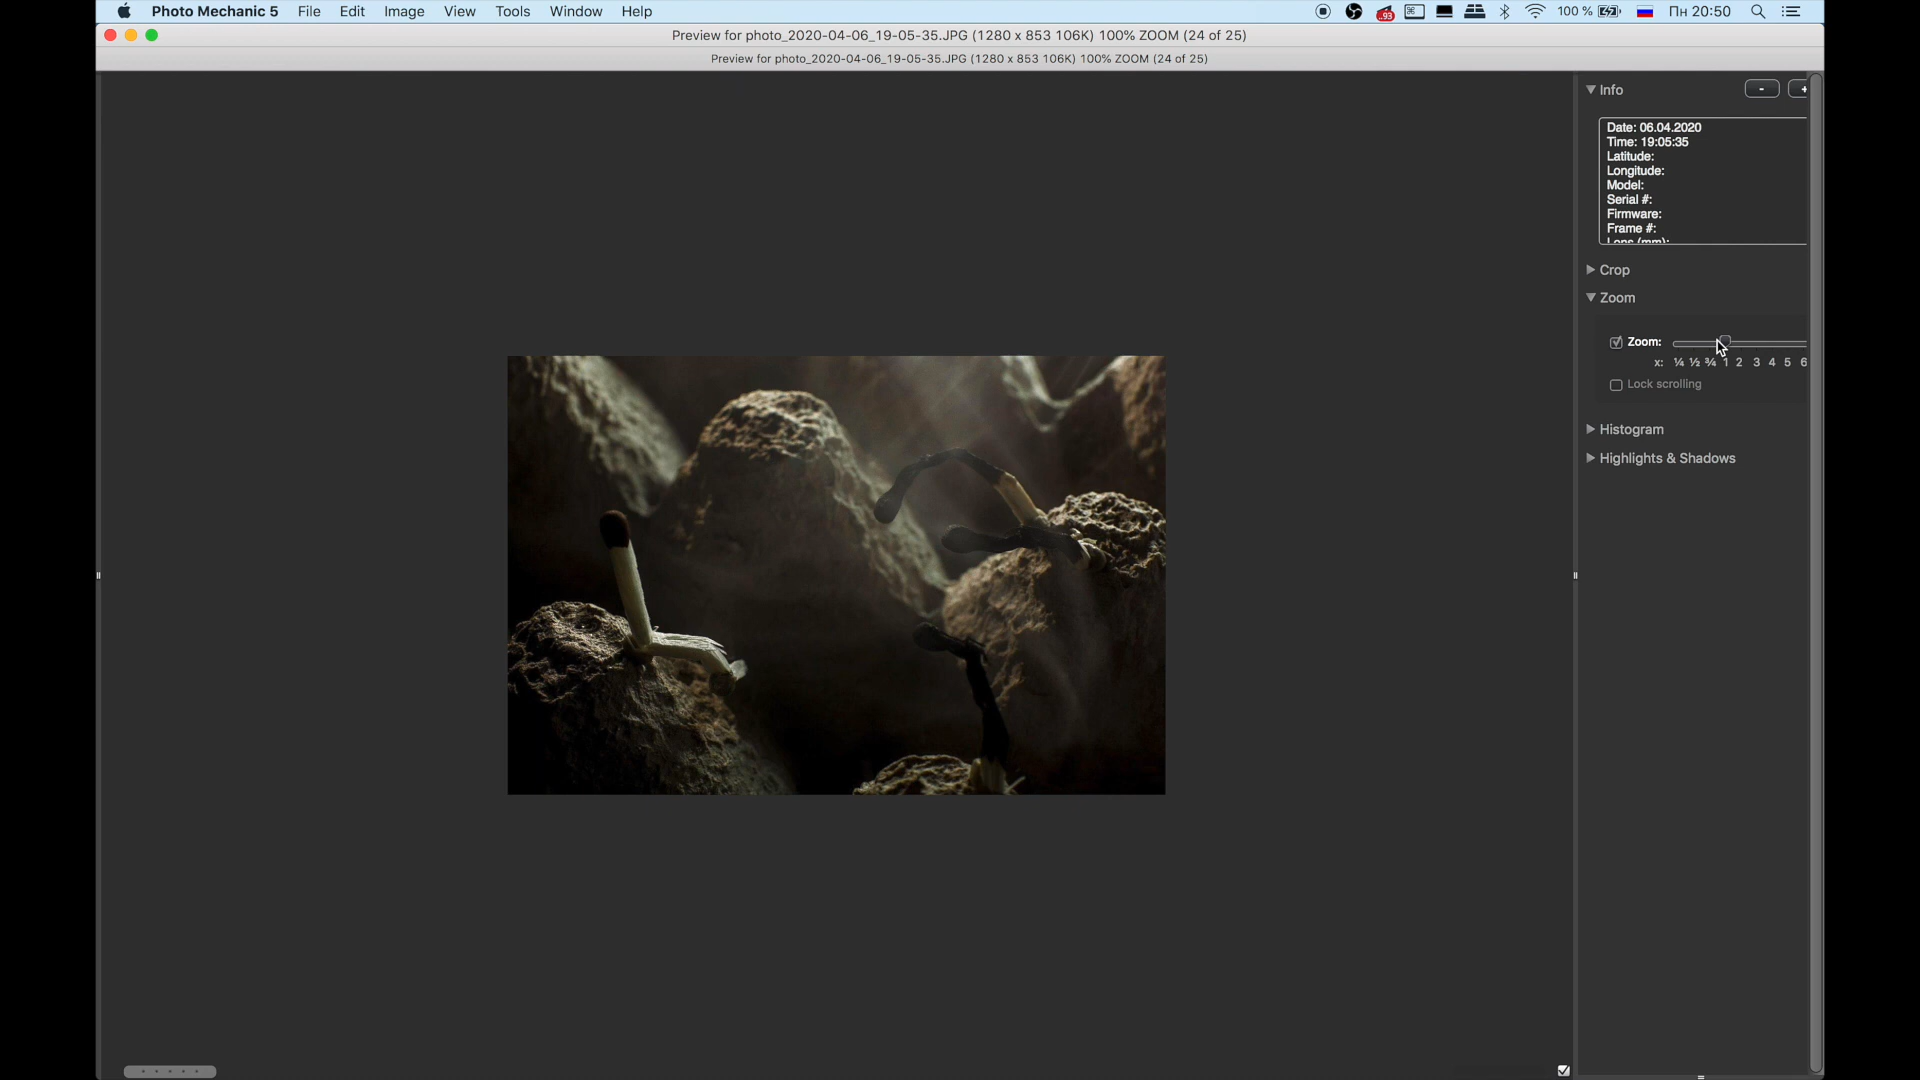 Photo Mechanic 5 File Edit Image View Tools Window Help 93 100 % Пн 20:50
Preview for photo_2020-04-06_19-05-35.JPG (1280 x 853 106K) 100% ZOOM (24 of 25)
Preview for photo_2020-04-06_19-05-35.JPG (1280 x 853 106K) 100% ZOOM (24 of 25)
Info - +
Date: 06.04.2020
Time: 19:05:35
Latitude:
Longitude:
Model:
Serial #:
Firmware:
Frame #:
Lens (mm):
Crop
Zoom
Zoom:
x: ¼ ½ ¾ 1 2 3 4 5 6
Lock scrolling
Histogram
Highlights & Shadows